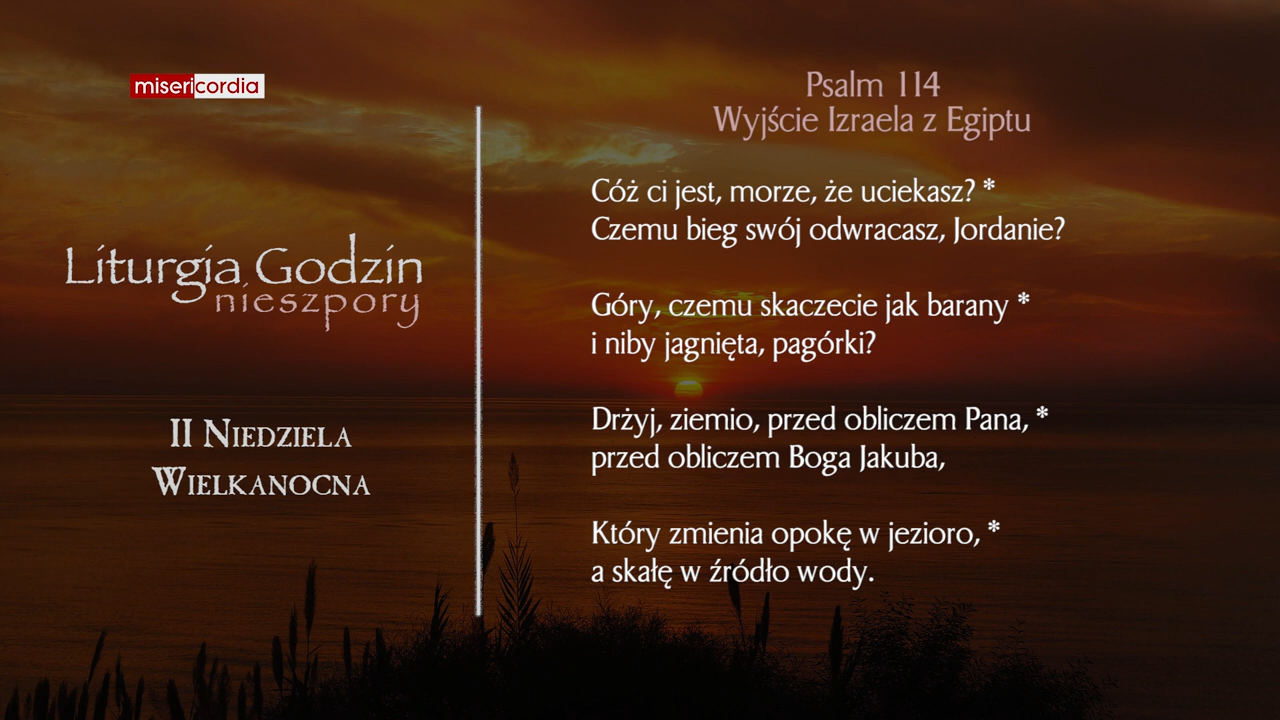 misericordia
Liturgia Godzin
nieszpory
II Niedziela
Wielkanocna
Psalm 114
Wyjście Izraela z Egiptu
Cóż ci jest, morze, że uciekasz? *
Czemu bieg swój odwracasz, Jordanie?
Góry, czemu skaczecie jak barany *
i niby jagnięta, pagórki?
Drżyj, ziemio, przed obliczem Pana, *
przed obliczem Boga Jakuba,
Który zmienia opokę w jezioro, *
a skałę w źródło wody.